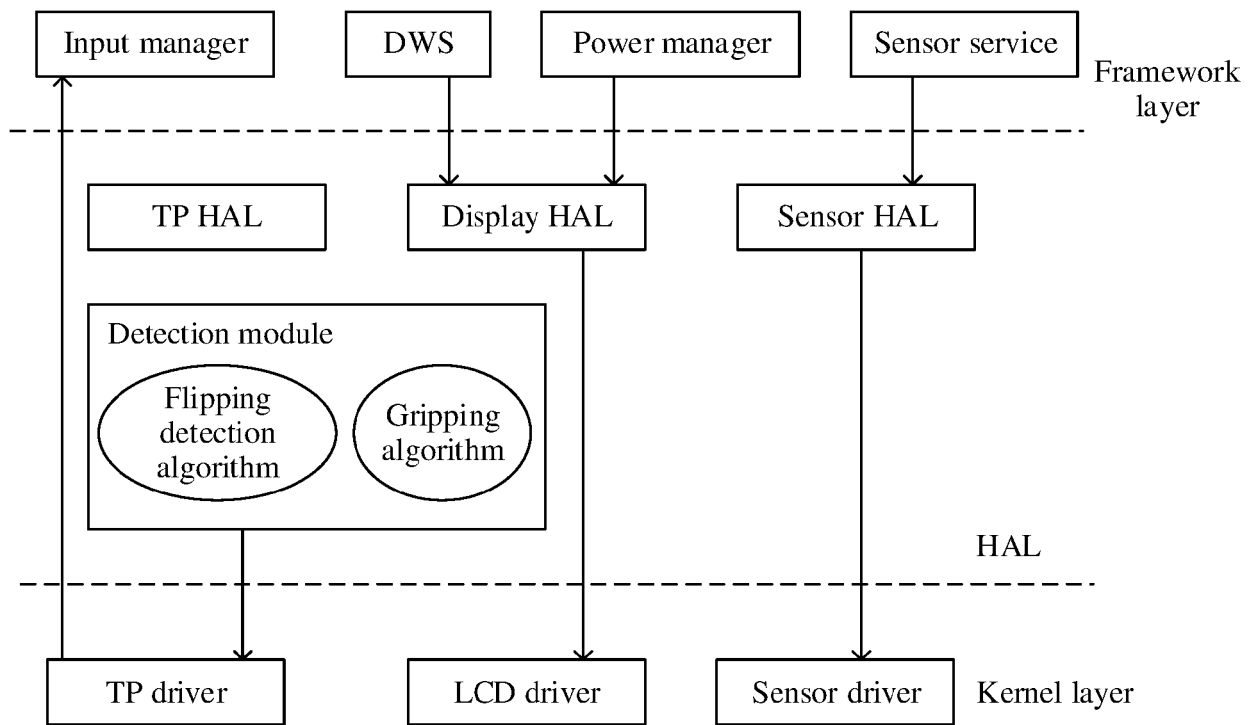 Input manager
DWS
Power manager
Sensor service
Framework
layer
TP HAL
Display HAL
Sensor HAL
Detection module
Flipping
detection
algorithm
Gripping
algorithm
HAL
TP driver
LCD driver
Sensor driver
Kernel layer